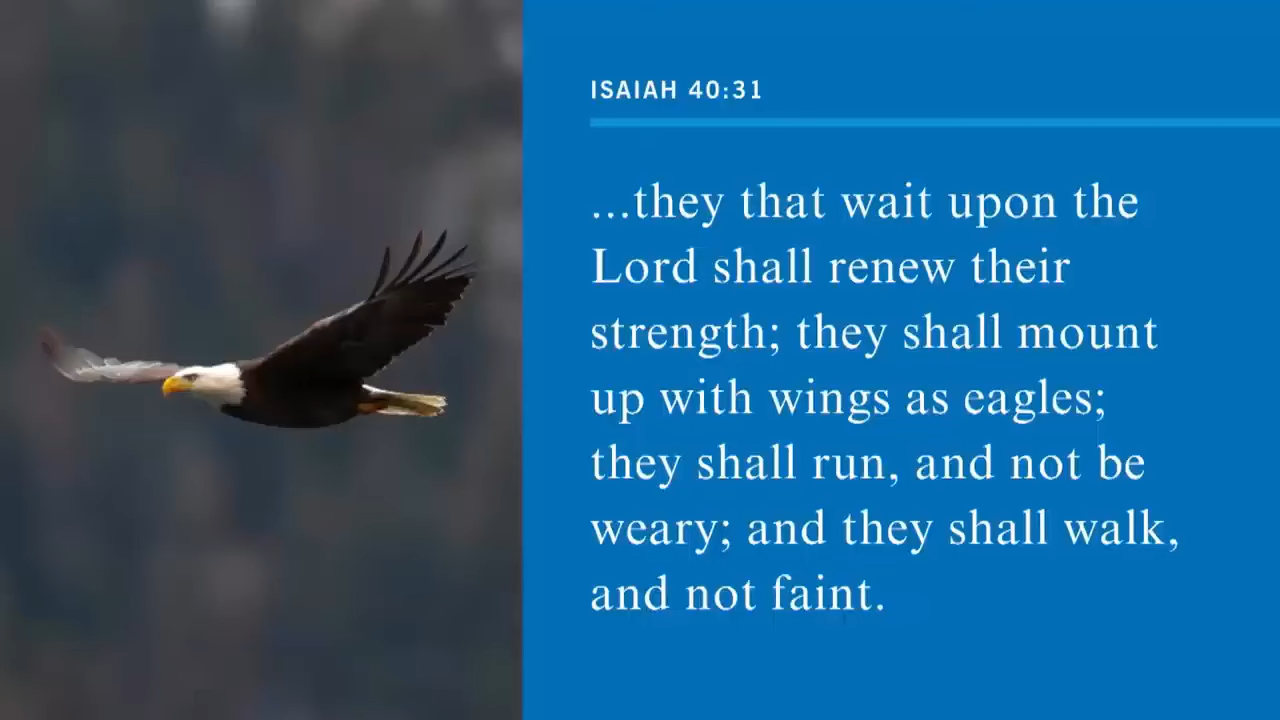 ISAIAH 40:31
...they that wait upon the
Lord shall renew their
strength; they shall mount
up with wings as eagles;
they shall run, and not be
weary; and they shall walk,
and not faint.